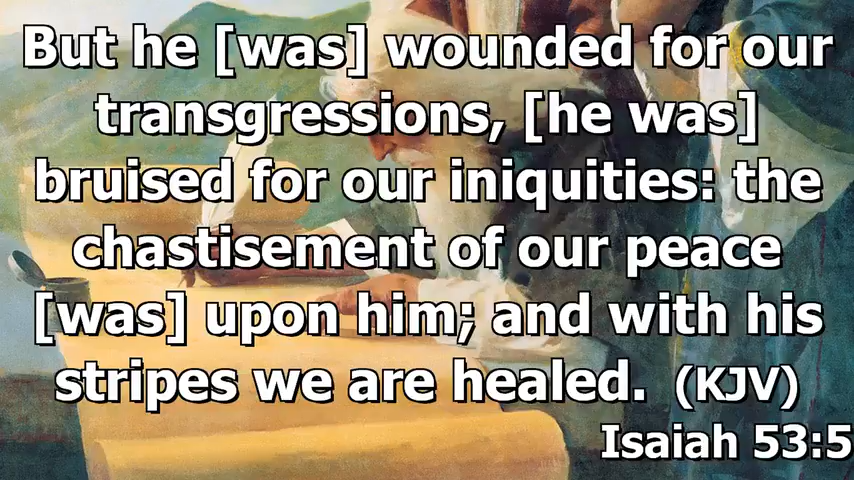 But he [was] wounded for our
transgressions, [he was]
bruised for our iniquities: the
chastisement of our peace
[was] upon him; and with his
stripes we are healed. (KJV)
Isaiah 53:5